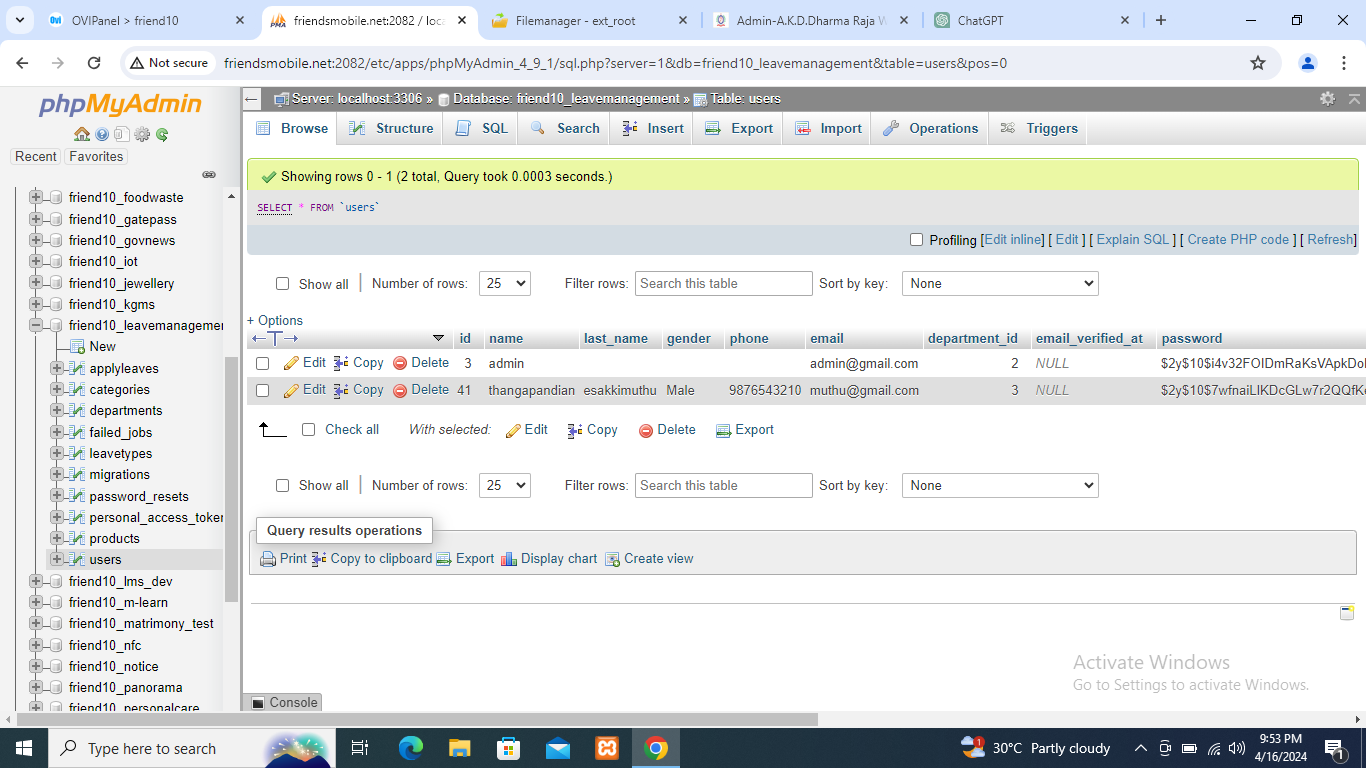 OVIPanel > friend10
friendsmobile.net:2082 / loca
Filemanager - ext_root
Admin-A.K.D.Dharma Raja W
ChatGPT
Not secure
friendsmobile.net:2082/etc/apps/phpMyAdmin_4_9_1/sql.php?server=1&db=friend10_leavemanagement&table=users&pos=0
phpMyAdmin
Recent Favorites
friend10_foodwaste
friend10_gatepass
friend10_govnews
friend10_iot
friend10_jewellery
friend10_kgms
friend10_leavemanagemer
New
applyleaves
categories
departments
failed_jobs
leavetypes
migrations
password_resets
personal_access_token
products
users
friend10_lms_dev
friend10_m-learn
friend10_matrimony_test
friend10_nfc
friend10_notice
friend10_panorama
friend10_personalcare
Server: localhost:3306 » Database: friend10_leavemanagement » Table: users
Browse Structure SQL Search Insert Export Import Operations Triggers
Showing rows 0 - 1 (2 total, Query took 0.0003 seconds.)
SELECT * FROM `users`
Profiling [Edit inline] [ Edit ] [ Explain SQL ] [ Create PHP code ] [ Refresh]
Show all | Number of rows: 25 Filter rows: Search this table Sort by key: None
+ Options
id name last_name gender phone email department_id email_verified_at password
Edit Copy Delete 3 admin admin@gmail.com 2 NULL $2y$10$i4v32FOIDmRaKsVApkDol
Edit Copy Delete 41 thangapandian esakkimuthu Male 9876543210 muthu@gmail.com 3 NULL $2y$10$7wfnaiLIKDcGLw7r2QQfKe
Check all With selected: Edit Copy Delete Export
Show all | Number of rows: 25 Filter rows: Search this table Sort by key: None
Query results operations
Print Copy to clipboard Export Display chart Create view
Activate Windows
Go to Settings to activate Windows.
Console
Type here to search
1
30°C Partly cloudy
9:53 PM
4/16/2024
1